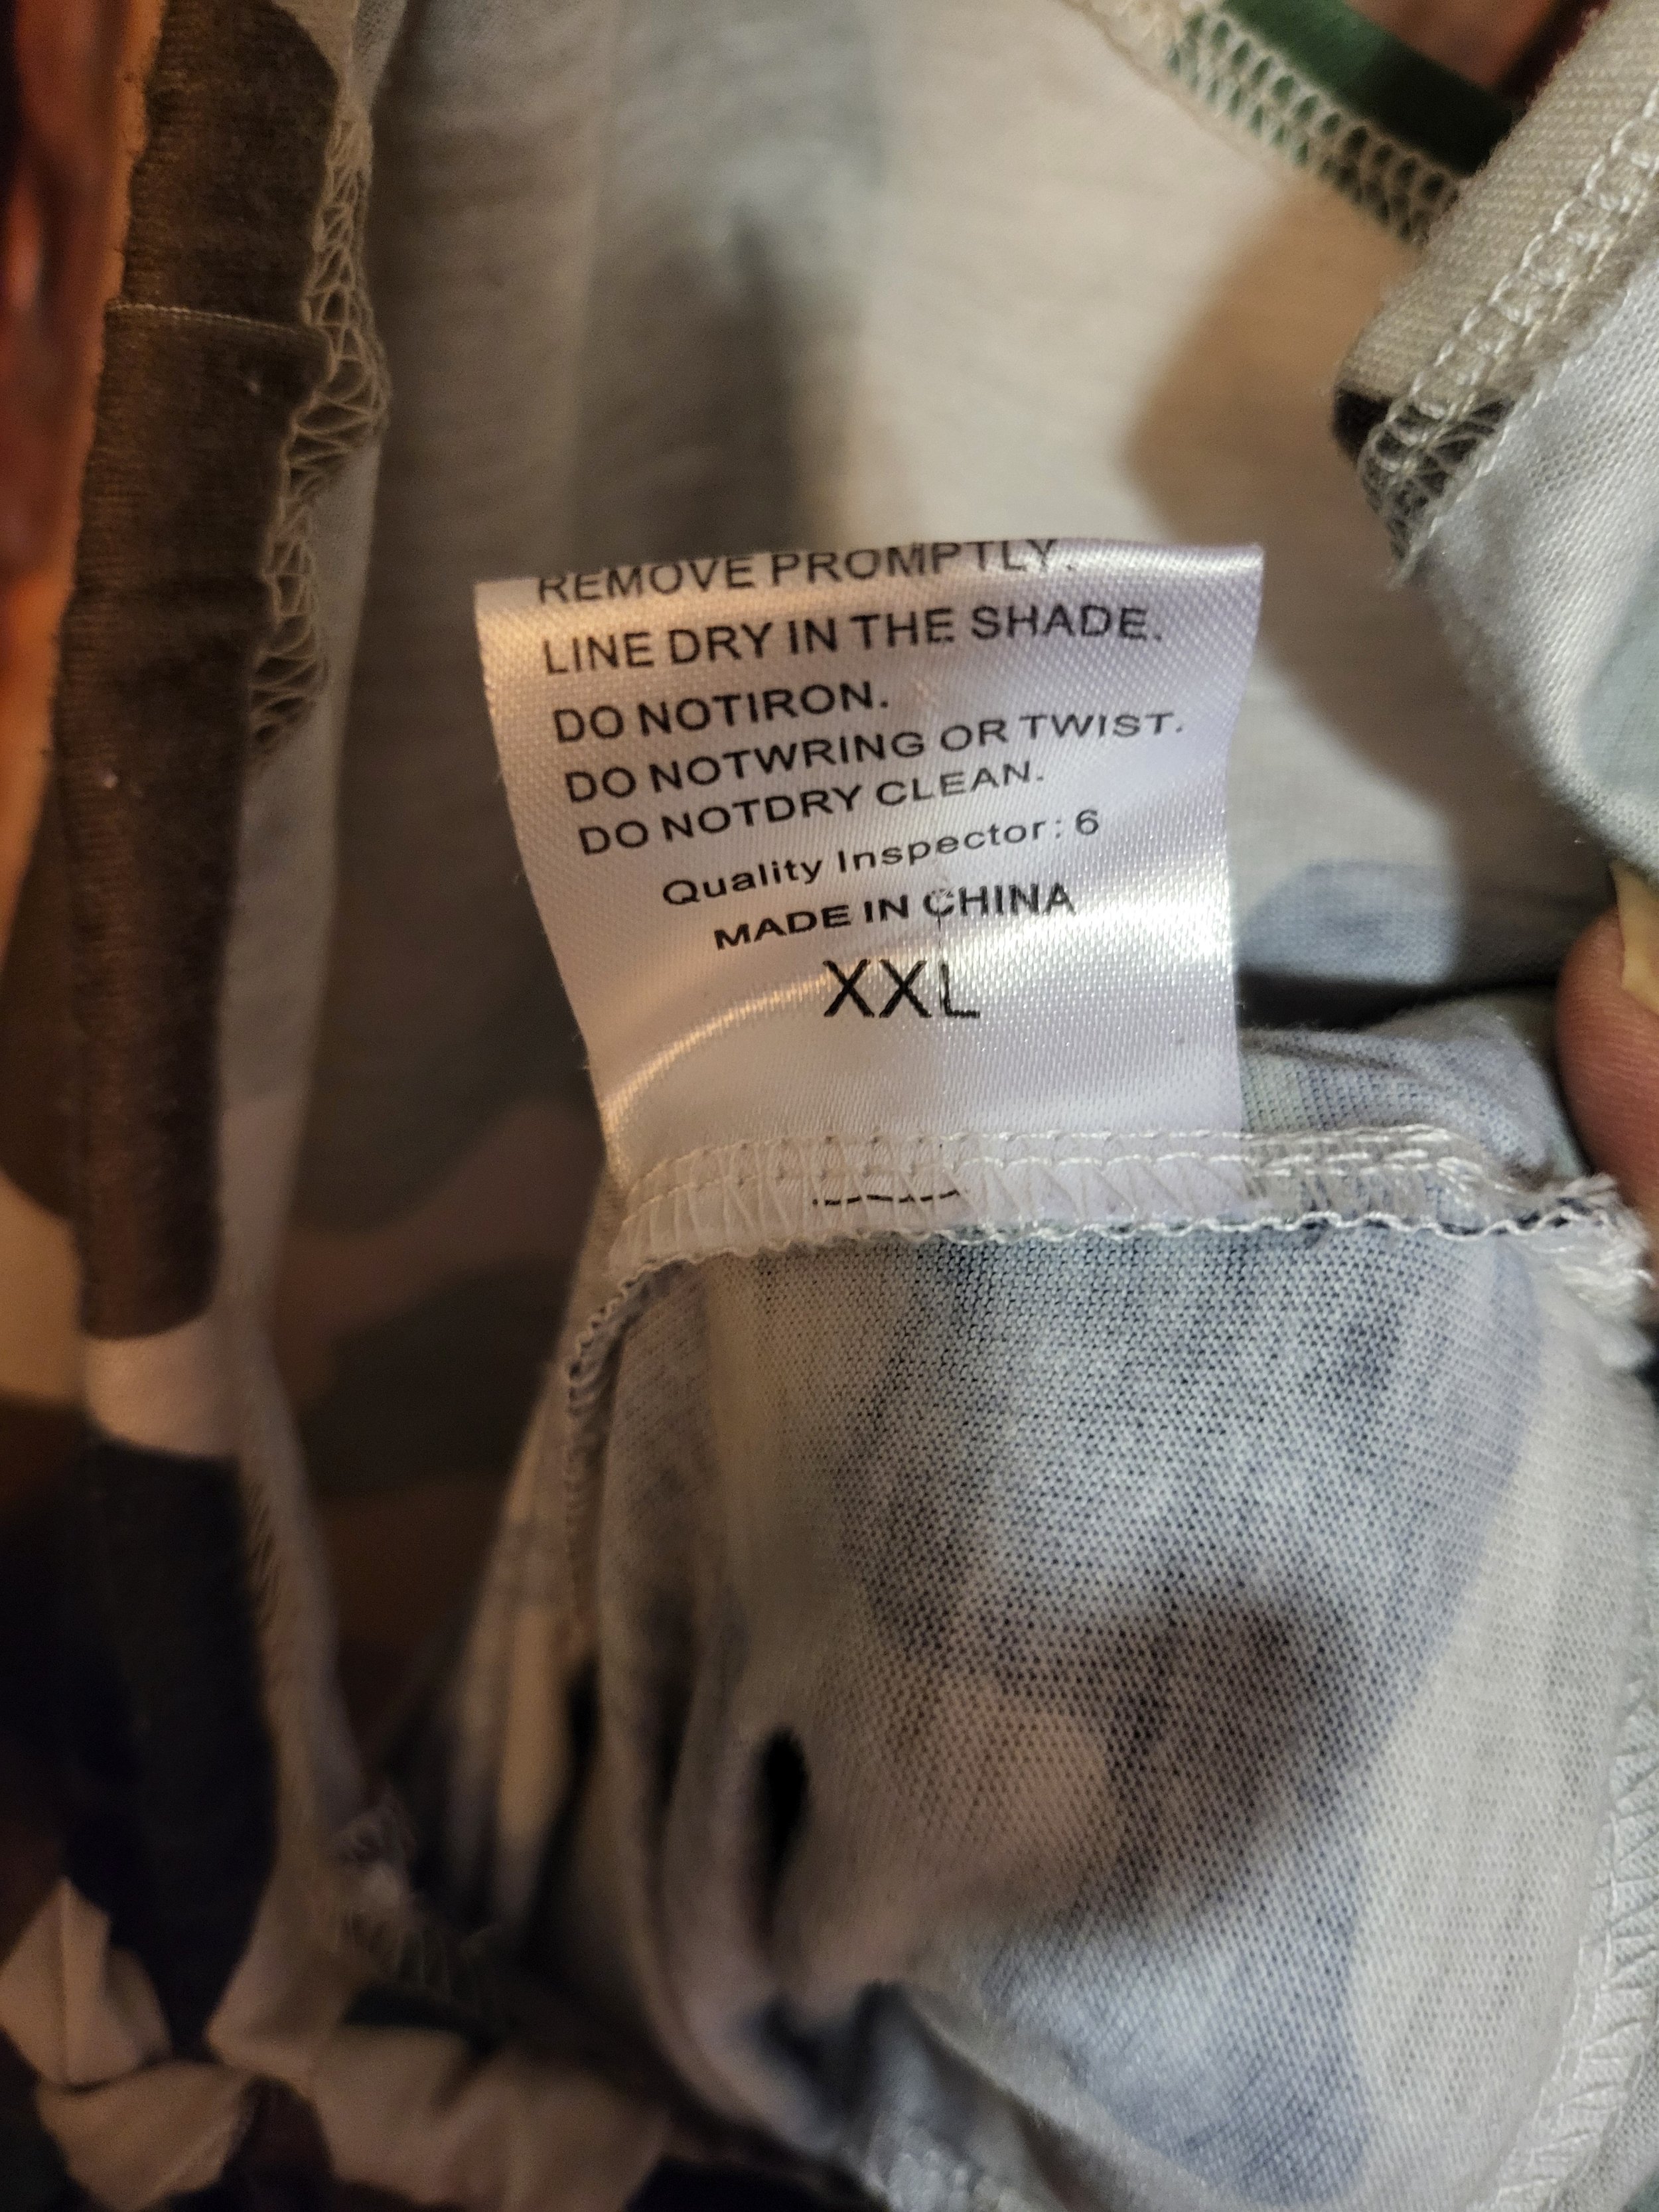 REMOVE PROMPTLY.
LINE DRY IN THE SHADE.
DO NOTIRON.
DO NOTWRING OR TWIST.
DO NOTDRY CLEAN.
Quality Inspector: 6
MADE IN CHINA
XXL